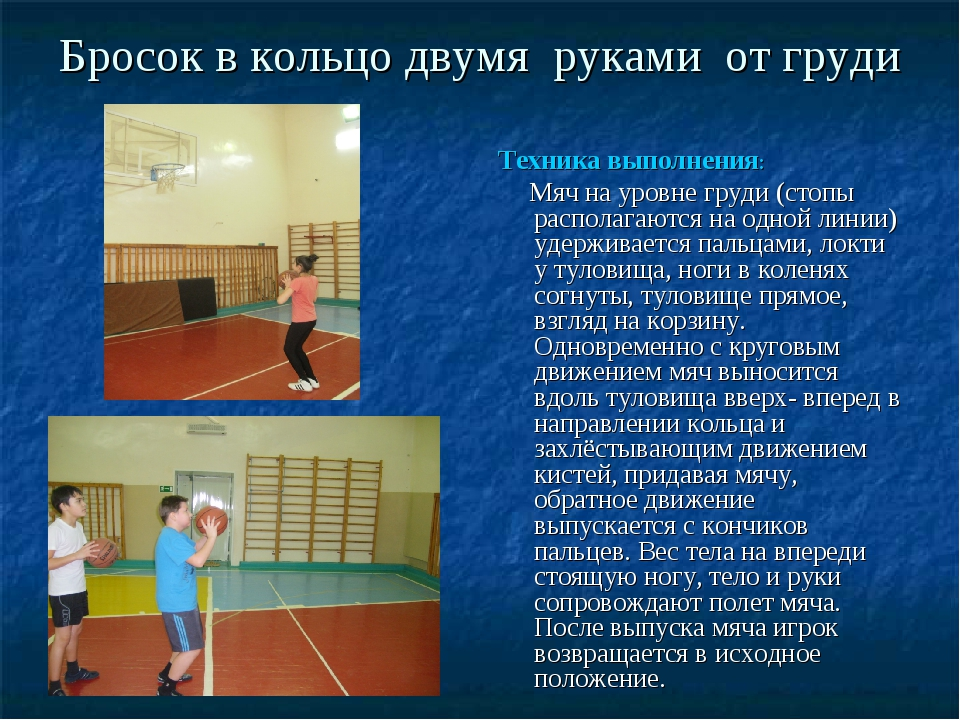 Бросок в кольцо двумя  руками  от груди
Техника выполнения:
Мяч на уровне груди (стопы
располагаются на одной линии)
удерживается пальцами, локти
у туловища, ноги в коленях
согнуты, туловище прямое,
взгляд на корзину.
Одновременно с круговым
движением мяч выносится
вдоль туловища вверх- вперед в
направлении кольца и
захлёстывающим движением
кистей, придавая мячу,
обратное движение
выпускается с кончиков
пальцев. Вес тела на впереди
стоящую ногу, тело и руки
сопровождают полет мяча.
После выпуска мяча игрок
возвращается в исходное
положение.